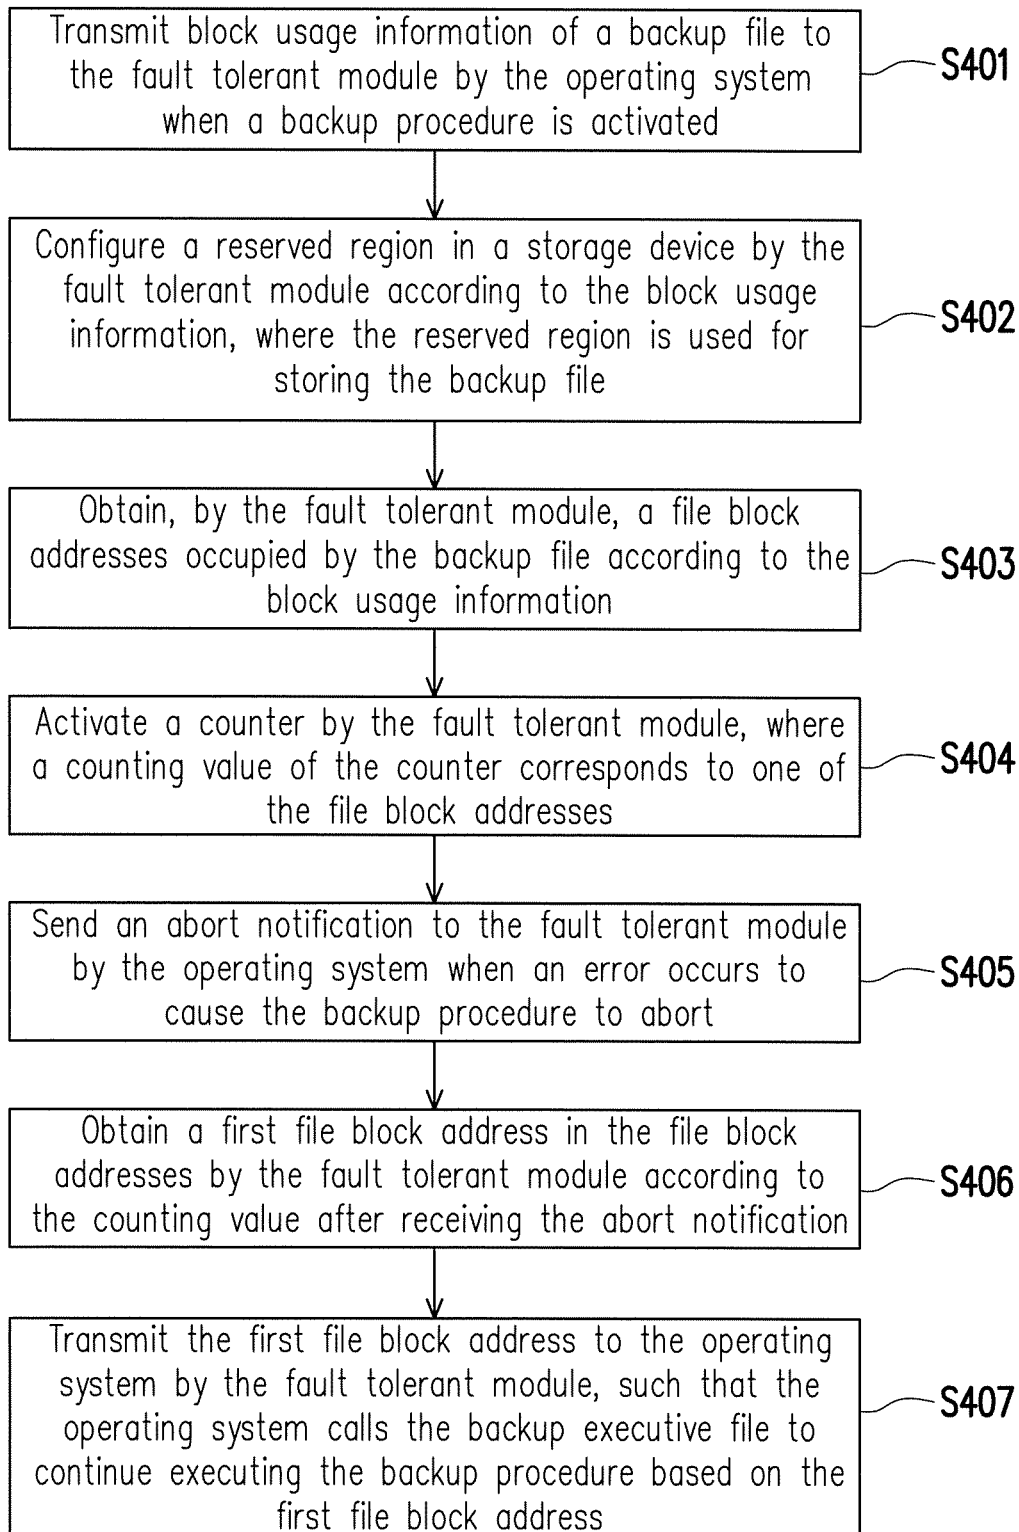 Transmit block usage information of a backup file to
the fault tolerant module by the operating system
when a backup procedure is activated
S401
Configure a reserved region in a storage device by the
fault tolerant module according to the block usage
information, where the reserved region is used for
storing the backup file
S402
Obtain, by the fault tolerant module, a file block
addresses occupied by the backup file according to the
block usage information
S403
Activate a counter by the fault tolerant module, where
a counting value of the counter corresponds to one of
the file block addresses
S404
Send an abort notification to the fault tolerant module
by the operating system when an error occurs to
cause the backup procedure to abort
S405
Obtain a first file block address in the file block
addresses by the fault tolerant module according to
the counting value after receiving the abort notification
S406
Transmit the first file block address to the operating
system by the fault tolerant module, such that the
operating system calls the backup executive file to
continue executing the backup procedure based on the
first file block address
S407